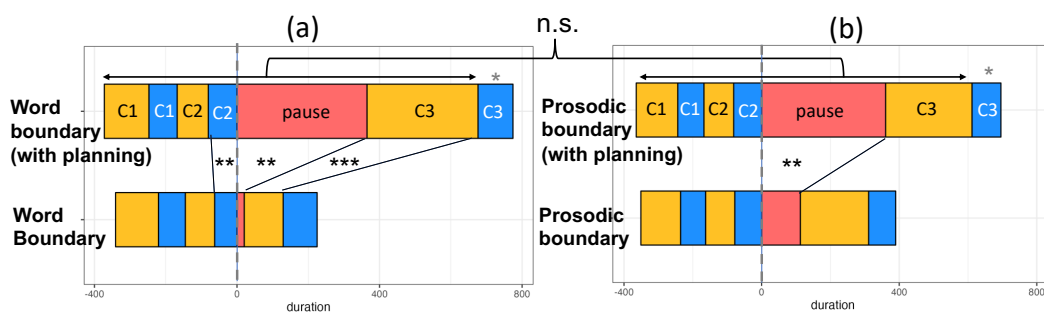 n.s.
(a)
(b)
*
*
C1 C1 C2 C2 pause C3 C3
Word
boundary
(with planning)
C1 C1 C2 C2 pause C3 C3
Prosodic
boundary
(with planning)
** ** ***
**
Word
Boundary
Prosodic
boundary
-400 0 400 800
duration
-400 0 400 800
duration